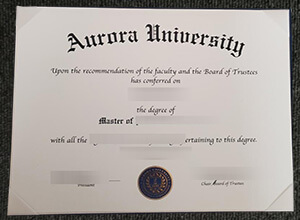 Aurora University
Upon the recommendation of the faculty and the Board of Trustees
has conferred on
the degree of
Master of
with all the pertaining to this degree.
President
Chair Board of Trustees